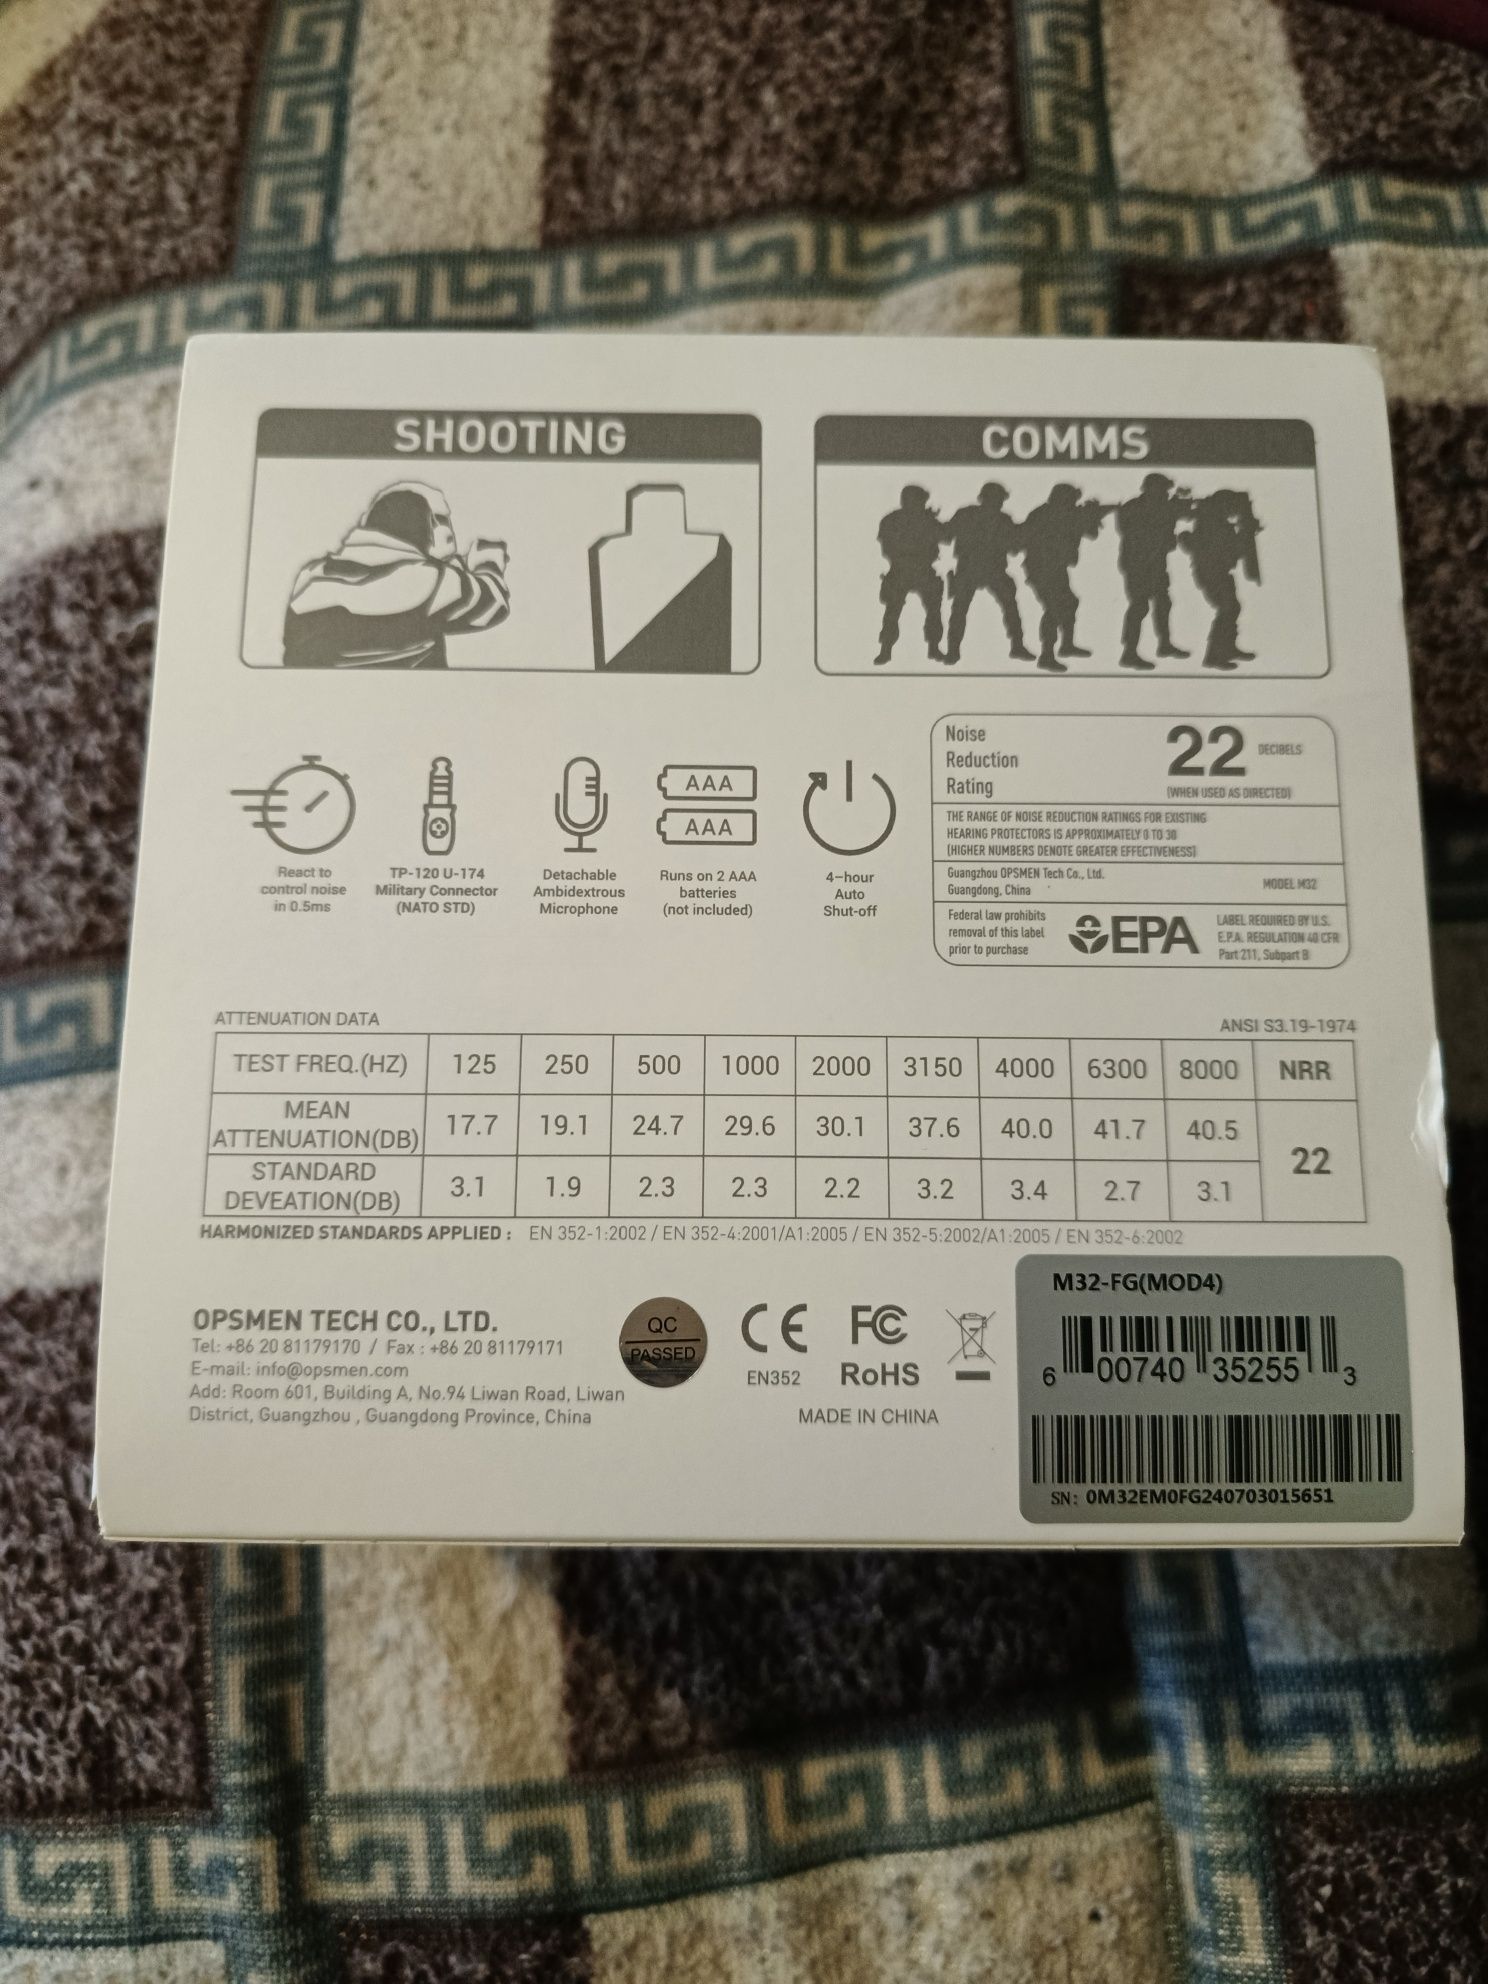 SHOOTING
COMMS
React to
control noise
in 0.5ms
TP-120 U-174
Military Connector
(NATO STD)
Detachable
Ambidextrous
Microphone
AAA
AAA
Runs on 2 AAA
batteries
(not included)
4-hour
Auto
Shut-off
Noise
Reduction
Rating
22 DECIBELS
(WHEN USED AS DIRECTED)
THE RANGE OF NOISE REDUCTION RATINGS FOR EXISTING
HEARING PROTECTORS IS APPROXIMATELY 0 TO 30
(HIGHER NUMBERS DENOTE GREATER EFFECTIVENESS)
Guangzhou OPSMEN Tech Co., Ltd.
Guangdong, China
MODEL M32
Federal law prohibits
removal of this label
prior to purchase
EPA
LABEL REQUIRED BY U.S.
E.P.A. REGULATION 40 CFR
Part 211, Subpart B
ATTENUATION DATA
ANSI S3.19-1974
TEST FREQ.(HZ) 125 250 500 1000 2000 3150 4000 6300 8000 NRR
MEAN
ATTENUATION(DB) 17.7 19.1 24.7 29.6 30.1 37.6 40.0 41.7 40.5
22
STANDARD
DEVEATION(DB) 3.1 1.9 2.3 2.3 2.2 3.2 3.4 2.7 3.1
HARMONIZED STANDARDS APPLIED : EN 352-1:2002 / EN 352-4:2001/A1:2005 / EN 352-5:2002/A1:2005 / EN 352-6:2002
OPSMEN TECH CO., LTD.
Tel: +86 20 81179170 / Fax : +86 20 81179171
E-mail: info@opsmen.com
Add: Room 601, Building A, No.94 Liwan Road, Liwan
District, Guangzhou , Guangdong Province, China
QC
PASSED
CE
EN352
FC
RoHS
MADE IN CHINA
M32-FG(MOD4)
6 00740 35255 3
SN: 0M32EM0FG240703015651